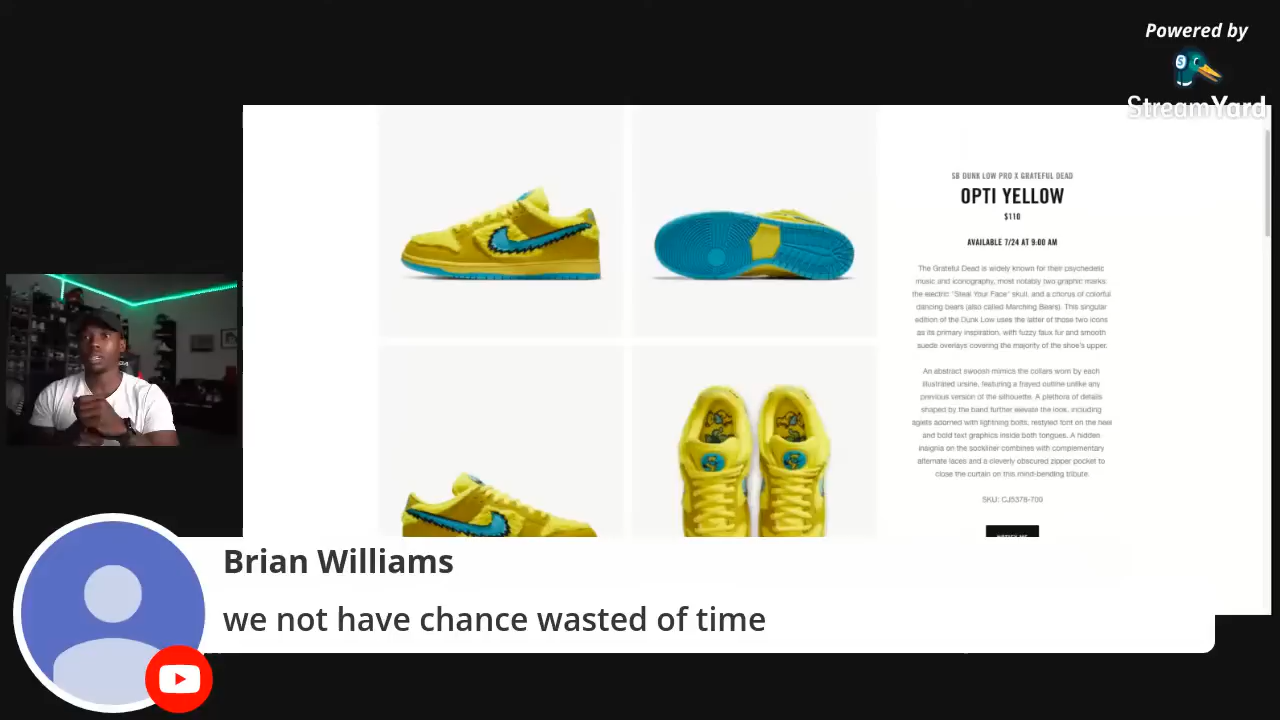 Powered by
StreamYard
SB DUNK LOW PRO X GRATEFUL DEAD
OPTI YELLOW
$110
AVAILABLE 7/24 AT 9:00 AM
The Grateful Dead is widely known for their psychedelic
music and iconography, most notably two graphic marks:
the electric "Steal Your Face" skull, and a chorus of colorful
dancing bears (also called Marching Bears). This singular
edition of the Dunk Low uses the latter of those two icons
as its primary inspiration, with fuzzy faux fur and smooth
suede overlays covering the majority of the shoe's upper.
An abstract swoosh mimics the collars worn by each
illustrated ursine, featuring a frayed outline unlike any
previous version of the silhouette. A plethora of details
shaped by the band further elevate the look, including
aglets adorned with lightning bolts, restyled font on the heel
and bold text graphics inside both tongues. A hidden
insignia on the sockliner combines with complementary
alternate laces and a cleverly obscured zipper pocket to
close the curtain on this mind-bending tribute.
SKU: CJ5378-700
Brian Williams
we not have chance wasted of time